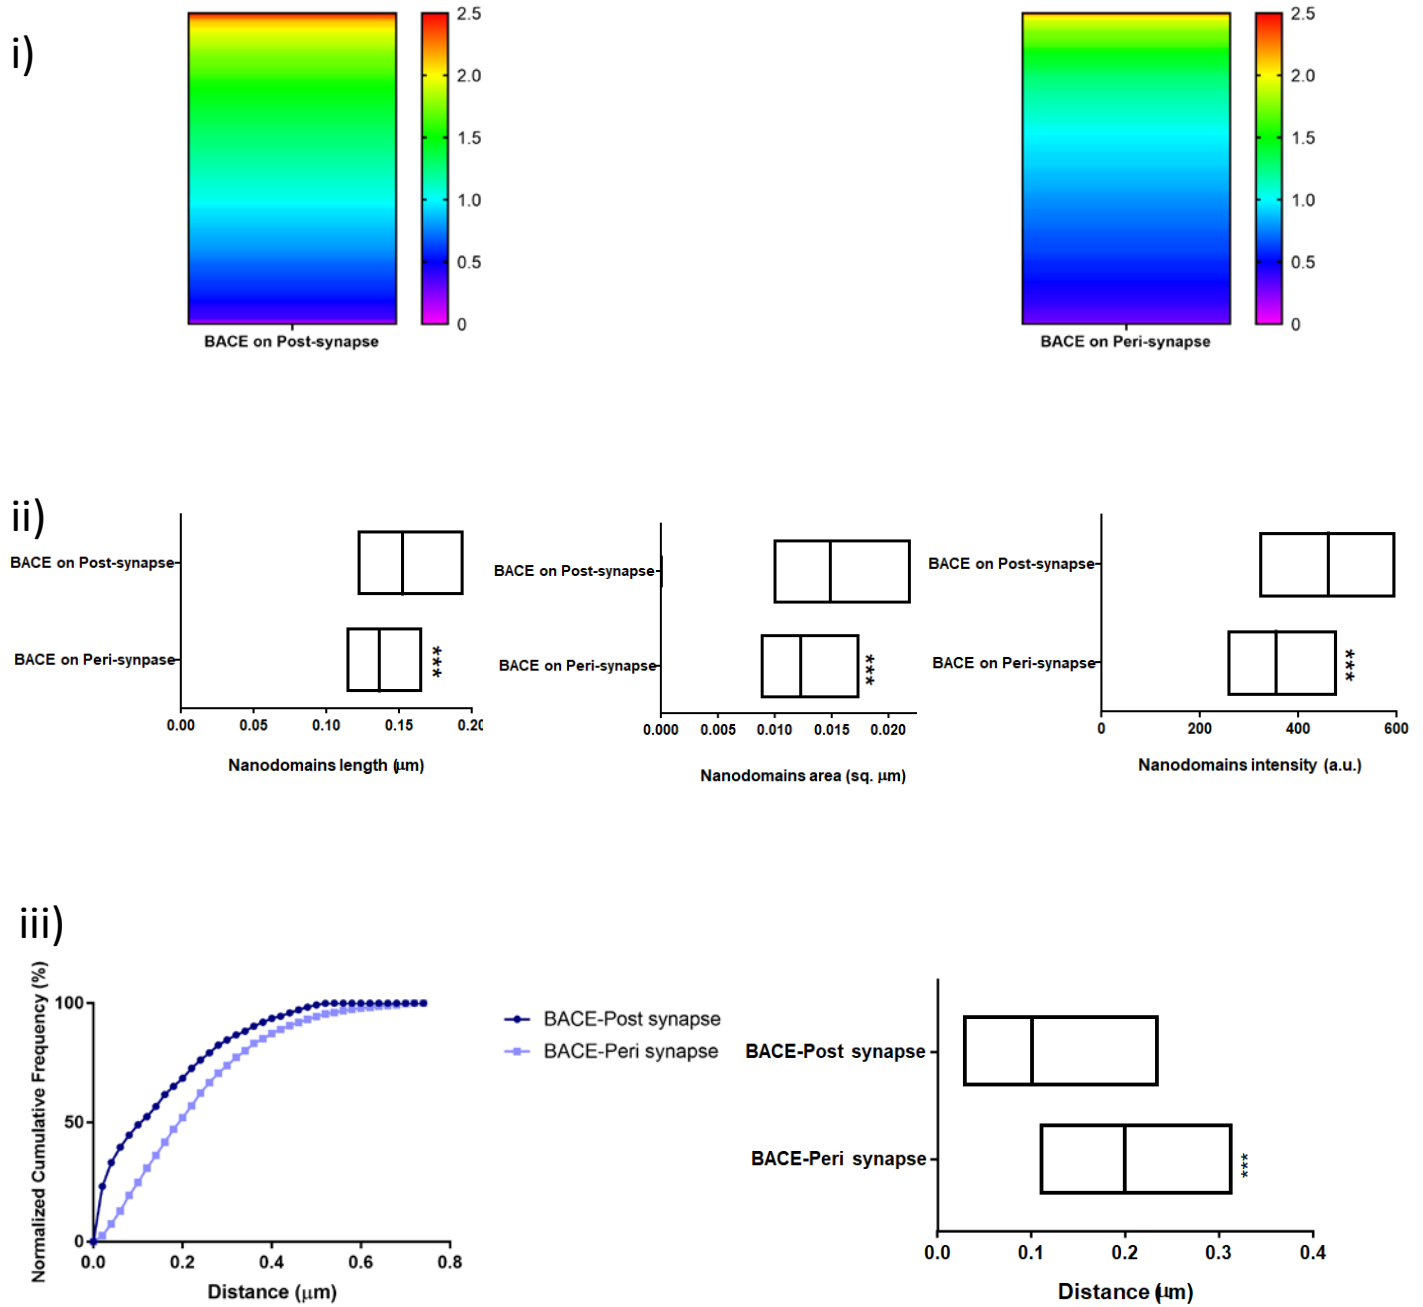 i)
2.5
2.0
1.5
1.0
0.5
0
BACE on Post-synapse
2.5
2.0
1.5
1.0
0.5
0
BACE on Peri-synapse
ii)
BACE on Post-synapse
BACE on Peri-synpase
***
0.00 0.05 0.10 0.15 0.20
Nanodomains length (μm)
BACE on Post-synapse
BACE on Peri-synapse
***
0.000 0.005 0.010 0.015 0.020
Nanodomains area (sq. μm)
BACE on Post-synapse
BACE on Peri-synapse
***
0 200 400 600
Nanodomains intensity (a.u.)
iii)
Normalized Cumulative Frequency (%)
100
50
0
0.0 0.2 0.4 0.6 0.8
Distance (μm)
BACE-Post synapse
BACE-Peri synapse
BACE-Post synapse
BACE-Peri synapse
***
0.0 0.1 0.2 0.3 0.4
Distance (μm)